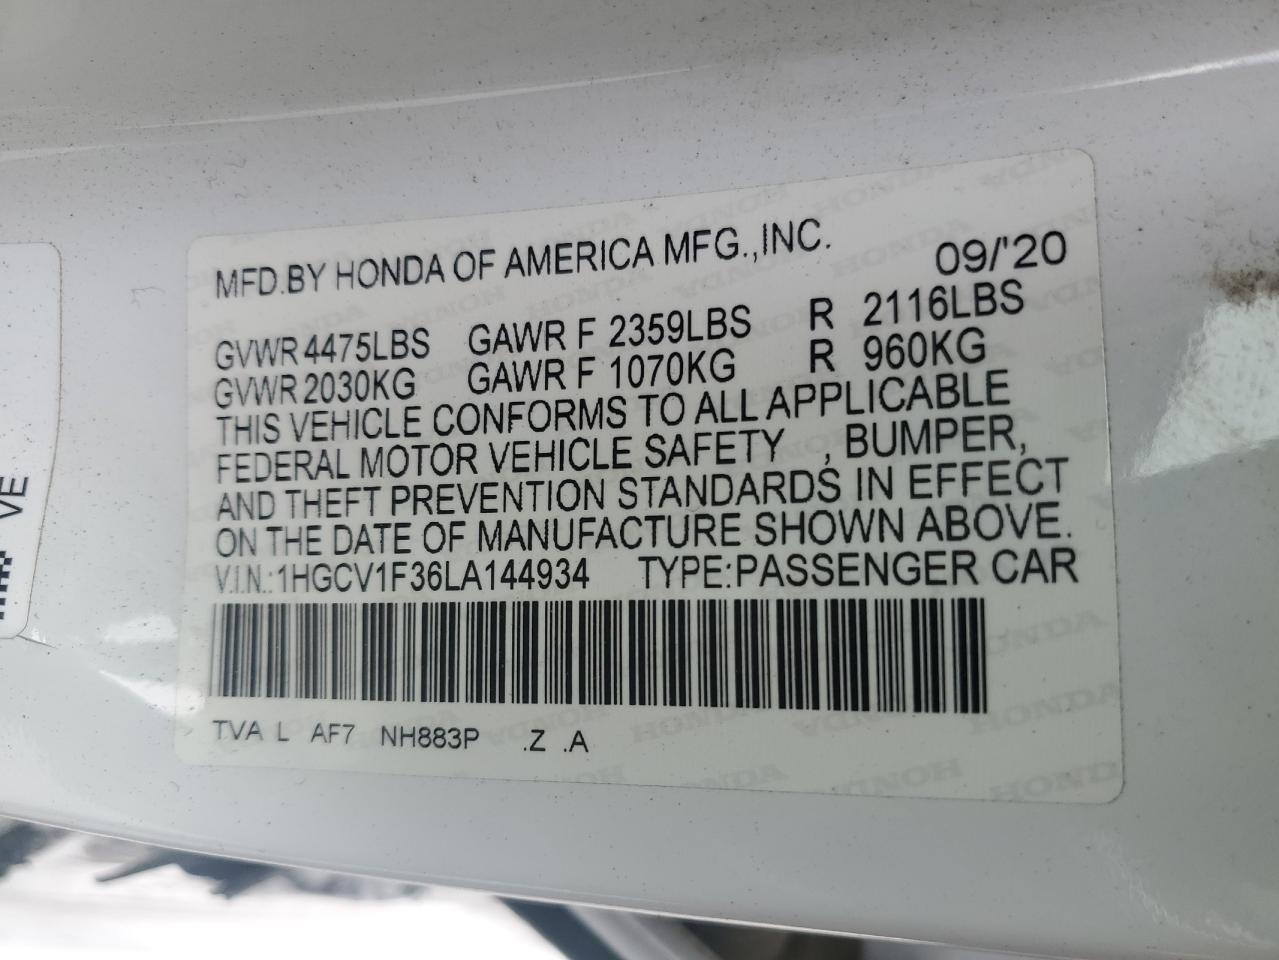 MFD.BY HONDA OF AMERICA MFG.,INC. 09/'20
GVWR 4475LBS GAWR F 2359LBS R 2116LBS
GVWR 2030KG GAWR F 1070KG R 960KG
THIS VEHICLE CONFORMS TO ALL APPLICABLE
FEDERAL MOTOR VEHICLE SAFETY , BUMPER,
AND THEFT PREVENTION STANDARDS IN EFFECT
ON THE DATE OF MANUFACTURE SHOWN ABOVE.
V.I.N.:1HGCV1F36LA144934 TYPE:PASSENGER CAR
TVA L AF7 NH883P .Z .A
VE
HONDA